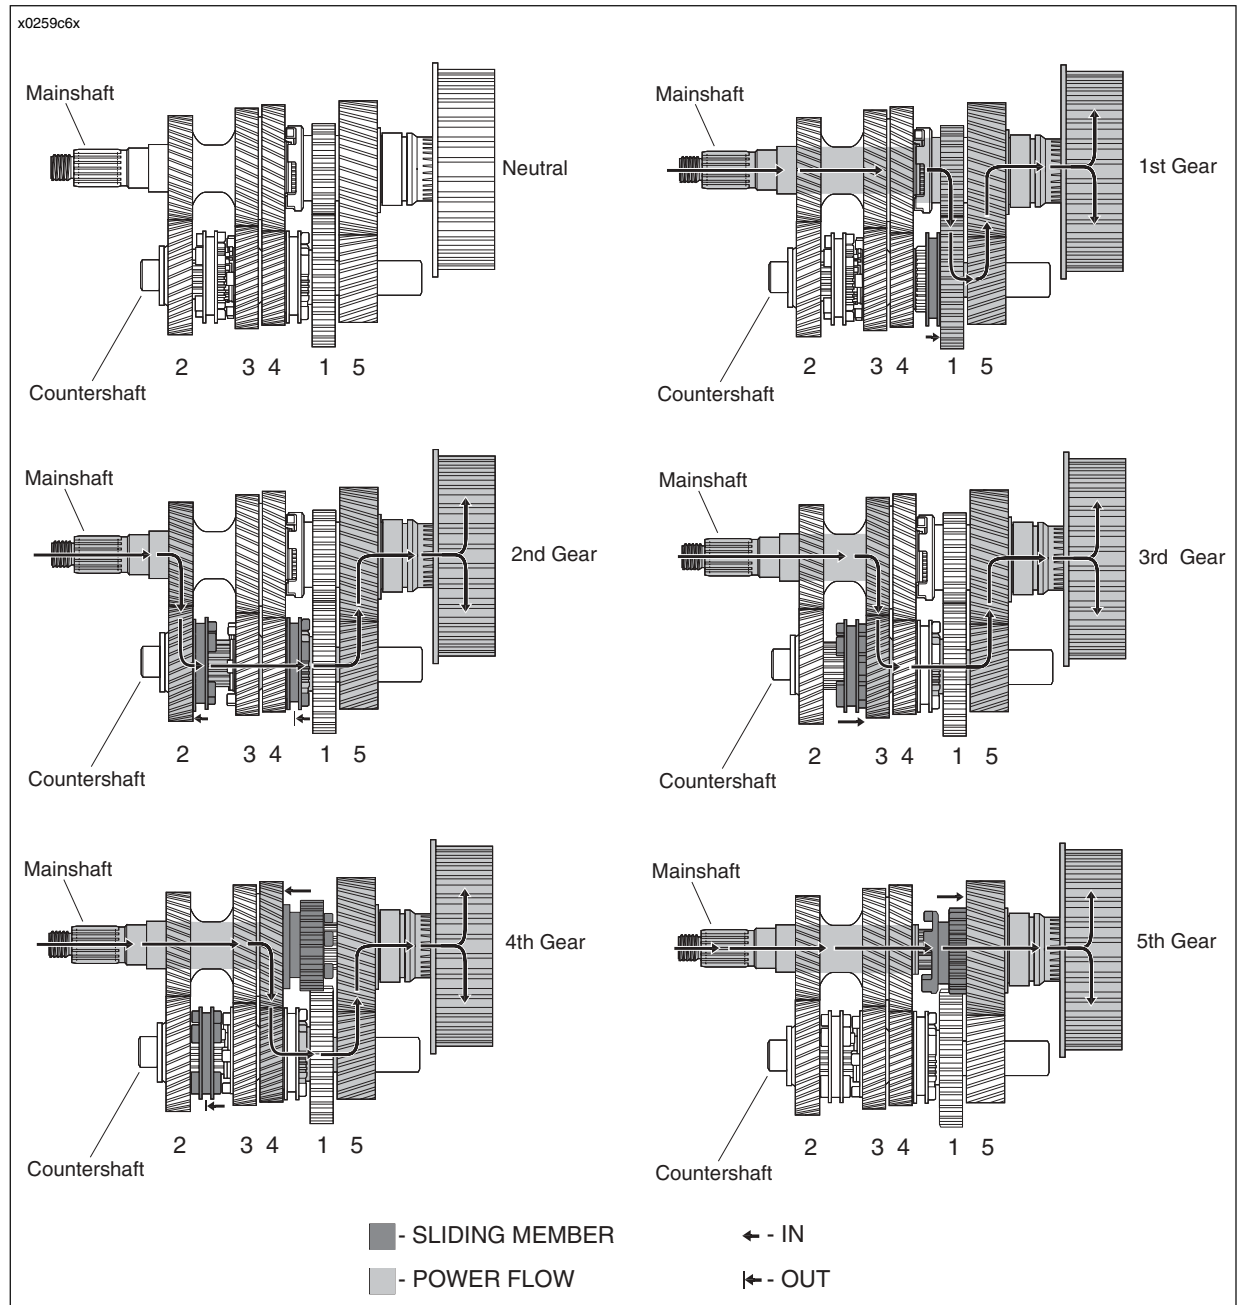 x0259c6x
Mainshaft
Neutral
Countershaft
2 3 4 1 5
Mainshaft
1st Gear
Countershaft
2 3 4 1 5
Mainshaft
2nd Gear
Countershaft
2 3 4 1 5
Mainshaft
3rd Gear
Countershaft
2 3 4 1 5
Mainshaft
4th Gear
Countershaft
2 3 4 1 5
Mainshaft
5th Gear
Countershaft
2 3 4 1 5
- SLIDING MEMBER
- IN
- POWER FLOW
- OUT